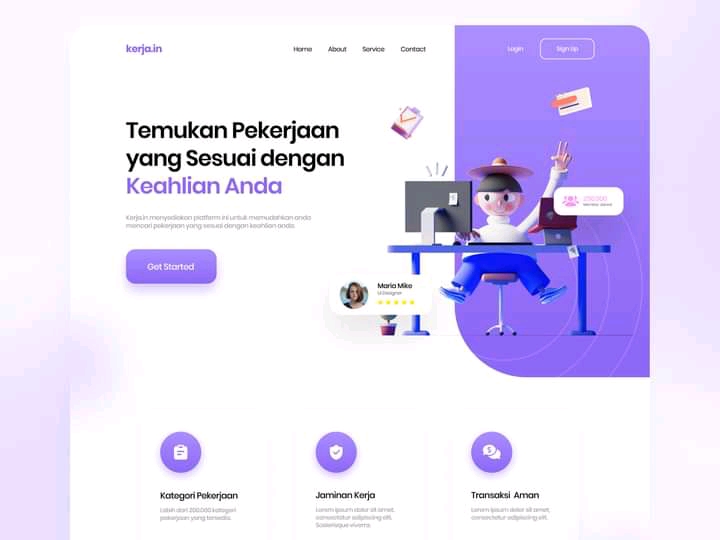 kerja.in
Home About Service Contact
Login Sign Up
Temukan Pekerjaan
yang Sesuai dengan
Keahlian Anda
Kerja.in menyediakan platform ini untuk memudahkan anda
mencari pekerjaan yang sesuai dengan keahlian anda.
Get Started
250,000
Maria Mike
UI Designer
Kategori Pekerjaan
Lebih dari 200.000 kategori
pekerjaan yang tersedia.
Jaminan Kerja
Lorem ipsum dolor sit amet,
consectetur adipiscing elit.
Scelerisque viverra
Transaksi Aman
Lorem ipsum dolor sit amet,
consectetur adipiscing elit.